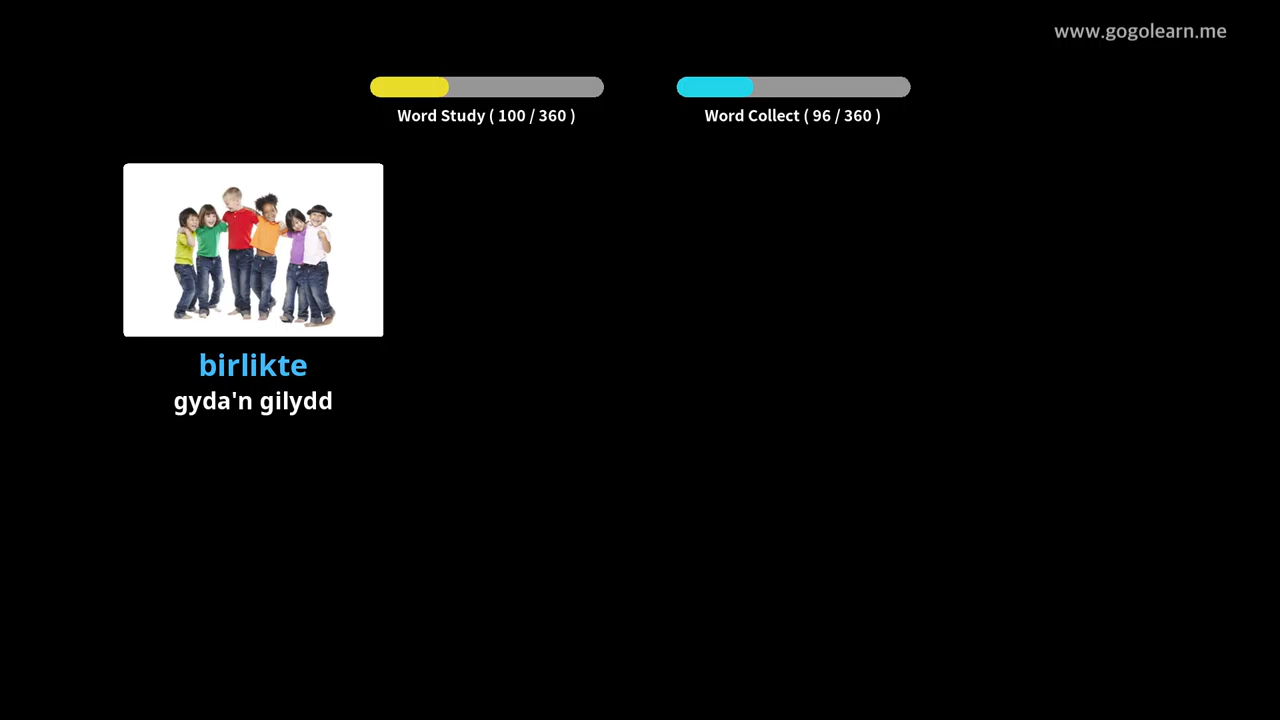 www.gogolearn.me
Word Study ( 100 / 360 )
Word Collect ( 96 / 360 )
birlikte
gyda'n gilydd